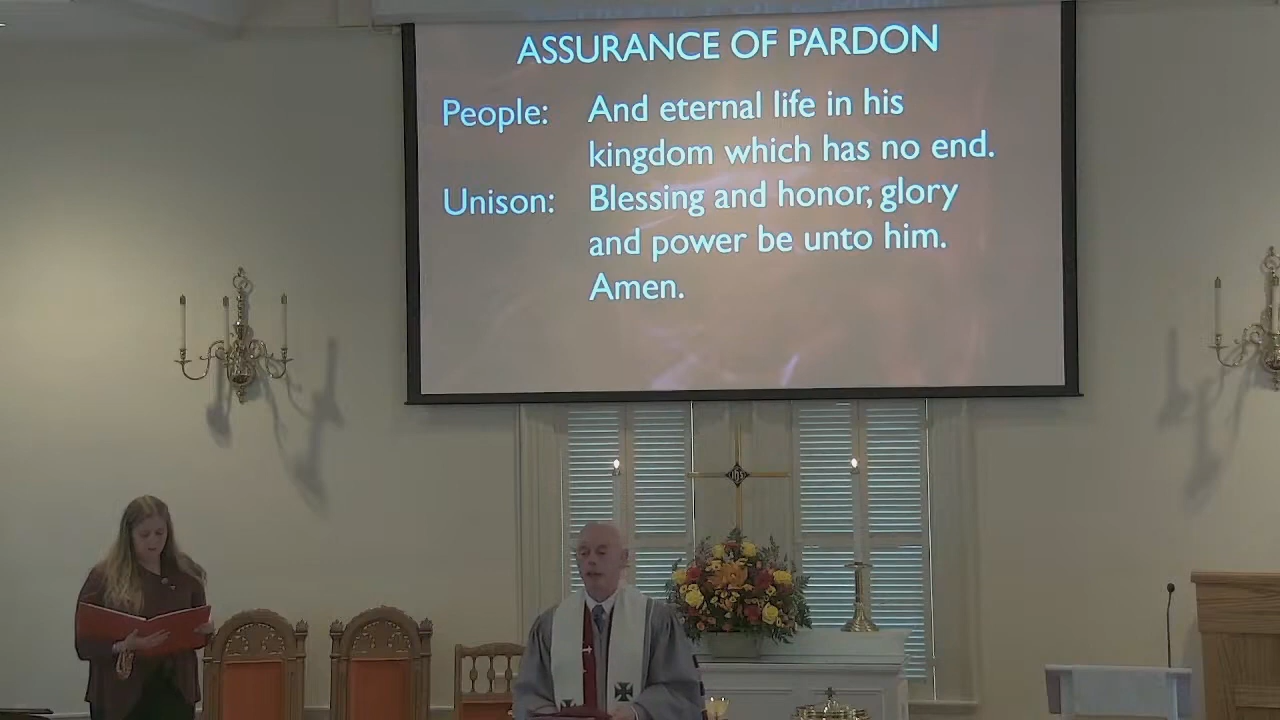 ASSURANCE OF PARDON
People: And eternal life in his
kingdom which has no end.
Unison: Blessing and honor, glory
and power be unto him.
Amen.